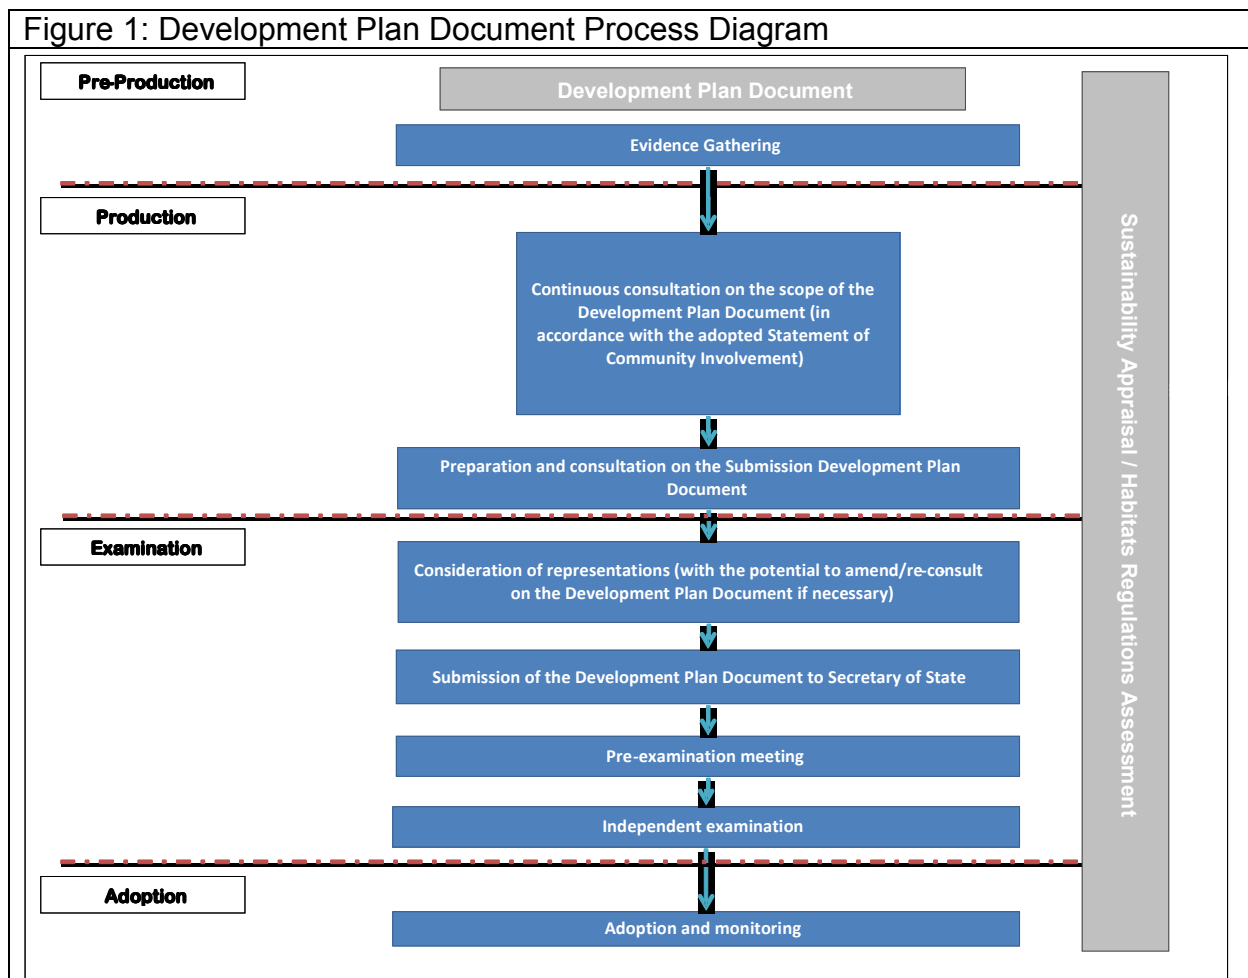 Figure 1: Development Plan Document Process Diagram
Pre-Production
Development Plan Document
Evidence Gathering
Production
Continuous consultation on the scope of the
Development Plan Document (in
accordance with the adopted Statement of
Community Involvement)
Preparation and consultation on the Submission Development Plan
Document
Examination
Consideration of representations (with the potential to amend/re-consult
on the Development Plan Document if necessary)
Submission of the Development Plan Document to Secretary of State
Pre-examination meeting
Independent examination
Adoption
Adoption and monitoring
Sustainability Appraisal / Habitats Regulations Assessment